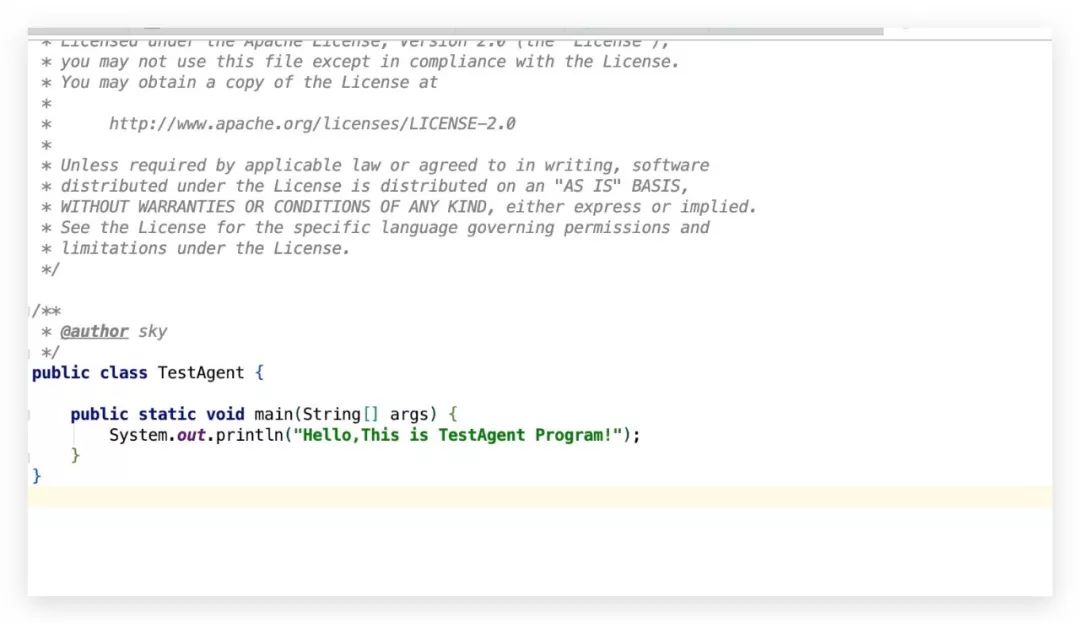 * Licensed under the Apache License, Version 2.0 (the "License");
* you may not use this file except in compliance with the License.
* You may obtain a copy of the License at
*
*      http://www.apache.org/licenses/LICENSE-2.0
*
* Unless required by applicable law or agreed to in writing, software
* distributed under the License is distributed on an "AS IS" BASIS,
* WITHOUT WARRANTIES OR CONDITIONS OF ANY KIND, either express or implied.
* See the License for the specific language governing permissions and
* limitations under the License.
*/
/**
* @author sky
*/
public class TestAgent {
public static void main(String[] args) {
System.out.println("Hello,This is TestAgent Program!");
}
}